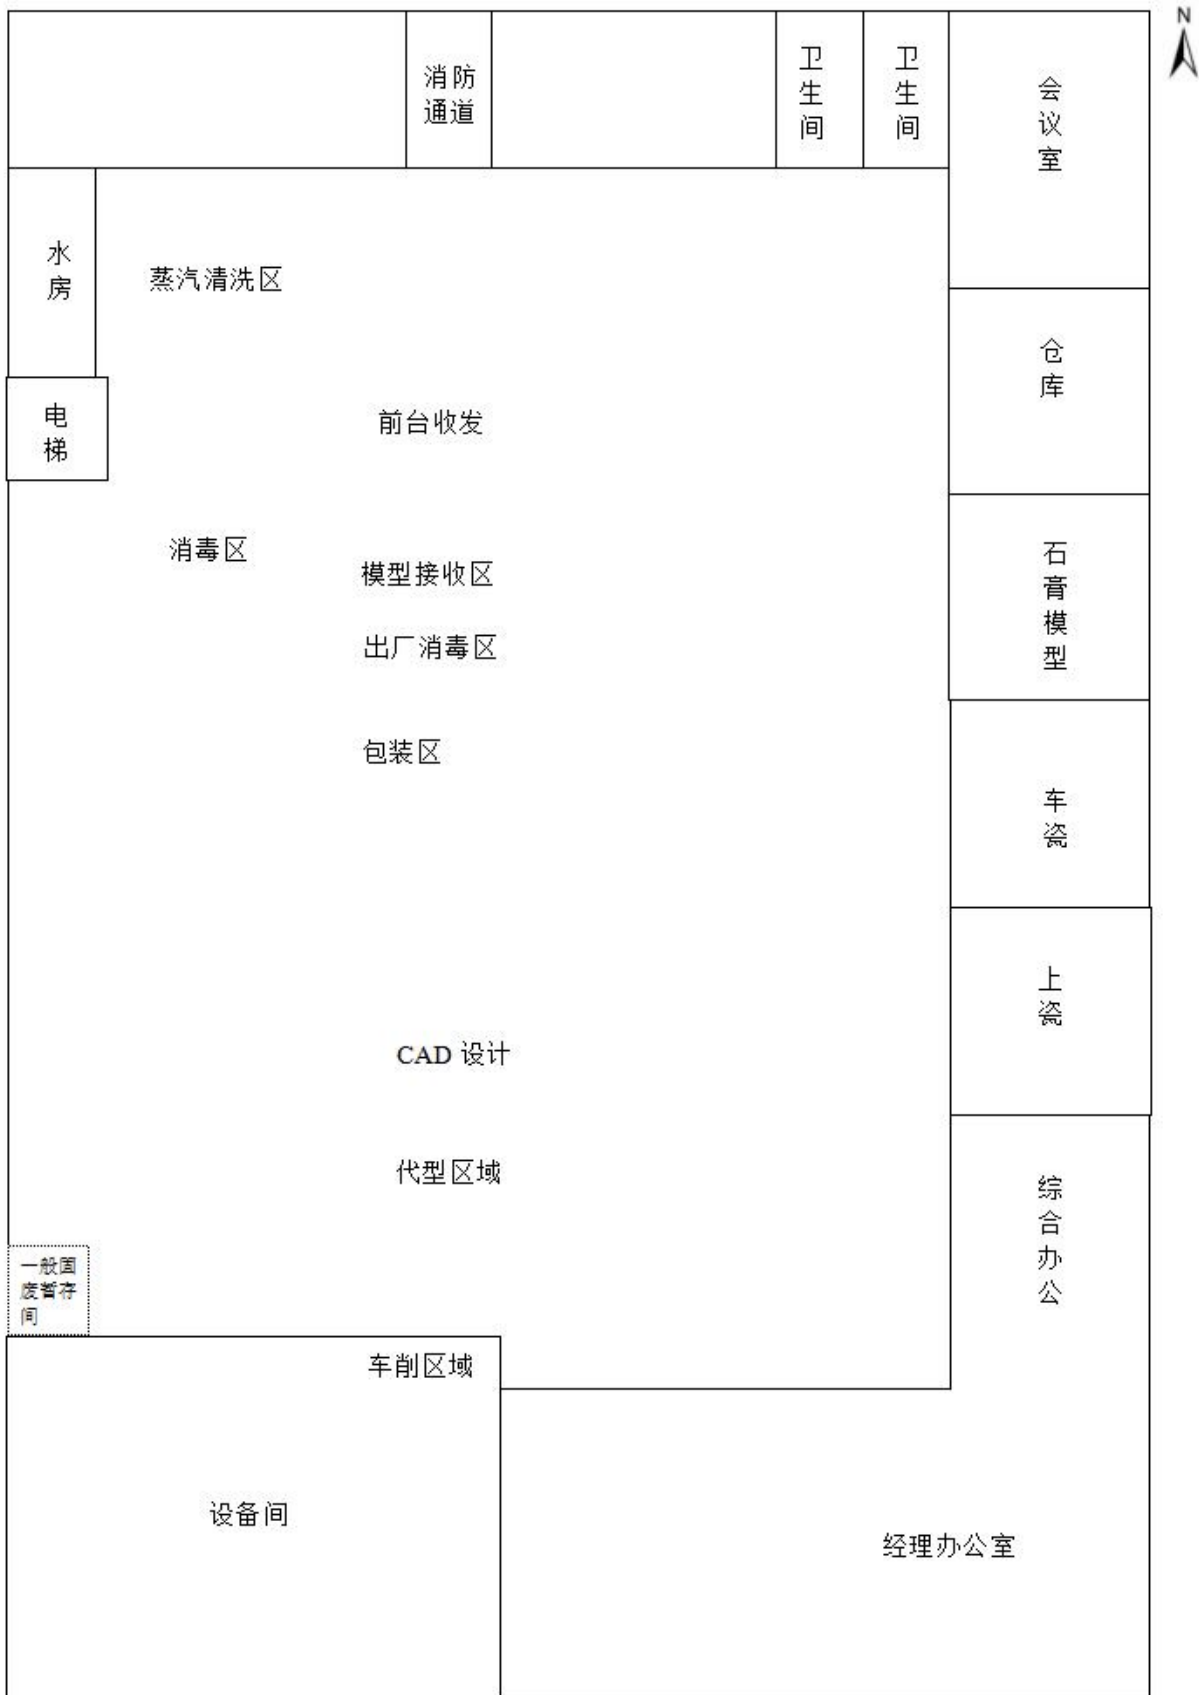 N
消防
通道
卫生间
卫生间
会议室
水房
蒸汽清洗区
仓库
电梯
前台收发
消毒区
模型接收区
石膏模型
出厂消毒区
包装区
车瓷
上瓷
CAD 设计
代型区域
综合办公
一般固
废暂存
间
车削区域
设备间
经理办公室